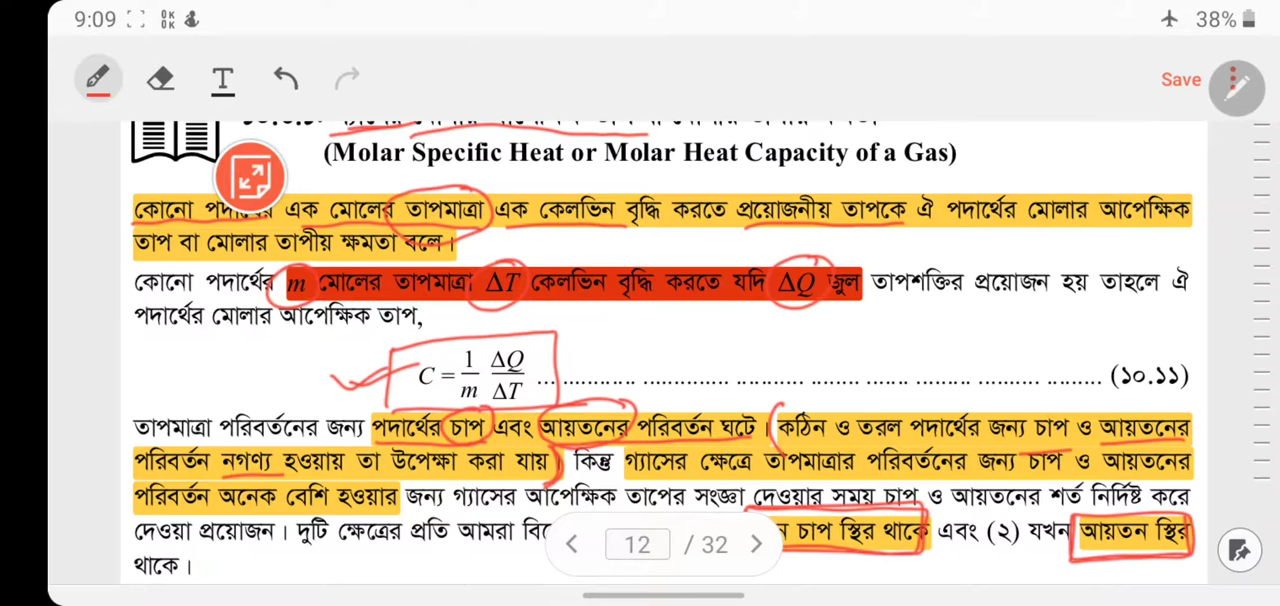 9:09 OK OK 38%
T Save
(Molar Specific Heat or Molar Heat Capacity of a Gas)
কোনো পদার্থের এক মোলের তাপমাত্রা এক কেলভিন বৃদ্ধি করতে প্রয়োজনীয় তাপকে ঐ পদার্থের মোলার আপেক্ষিক
তাপ বা মোলার তাপীয় ক্ষমতা বলে।
কোনো পদার্থের m মোলের তাপমাত্রা ΔT কেলভিন বৃদ্ধি করতে যদি ΔQ জুল তাপশক্তির প্রয়োজন হয় তাহলে ঐ
পদার্থের মোলার আপেক্ষিক তাপ,
C = 1/m ΔQ/ΔT ... ............ ............. .......... ....... ...... ........ ......... ........ (১০.১১)
তাপমাত্রা পরিবর্তনের জন্য পদার্থের চাপ এবং আয়তনের পরিবর্তন ঘটে। কঠিন ও তরল পদার্থের জন্য চাপ ও আয়তনের
পরিবর্তন নগণ্য হওয়ায় তা উপেক্ষা করা যায়। কিন্তু গ্যাসের ক্ষেত্রে তাপমাত্রার পরিবর্তনের জন্য চাপ ও আয়তনের
পরিবর্তন অনেক বেশি হওয়ার জন্য গ্যাসের আপেক্ষিক তাপের সংজ্ঞা দেওয়ার সময় চাপ ও আয়তনের শর্ত নির্দিষ্ট করে
দেওয়া প্রয়োজন। দুটি ক্ষেত্রের প্রতি আমরা চাপ স্থির থাকে এবং (২) যখন আয়তন স্থির
থাকে।
12 / 32